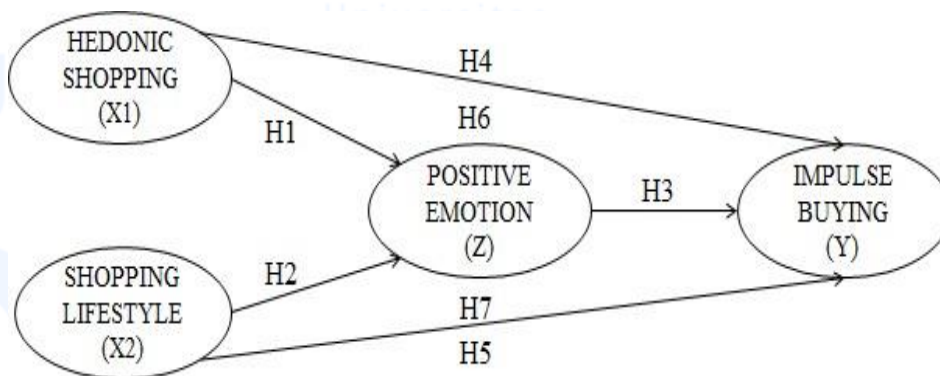 HEDONIC
SHOPPING
(X1)
H4
H1
H6
POSITIVE
EMOTION
(Z)
H3
IMPULSE
BUYING
(Y)
SHOPPING
LIFESTYLE
(X2)
H2
H7
H5